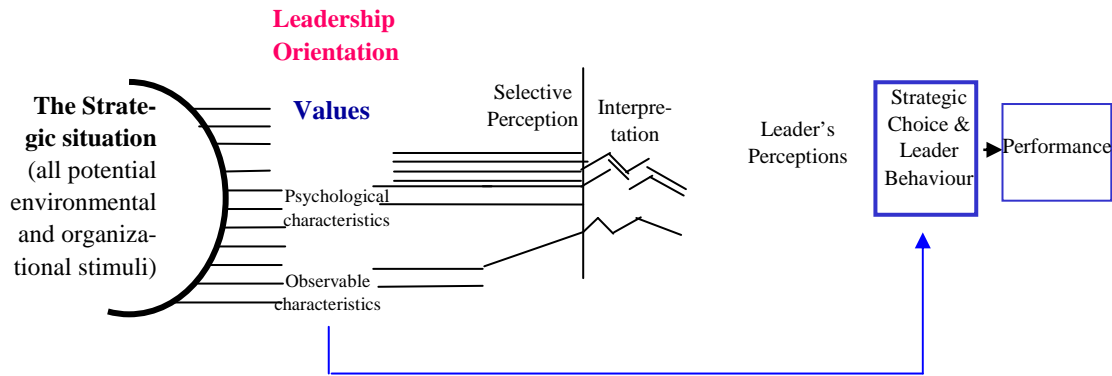 Leadership
Orientation
The Strate-
gic situation
(all potential
environmental
and organiza-
tional stimuli)
Values
Psychological
characteristics
Observable
characteristics
Selective
Perception
Interpre-
tation
Leader's
Perceptions
Strategic
Choice &
Leader
Behaviour
Performance